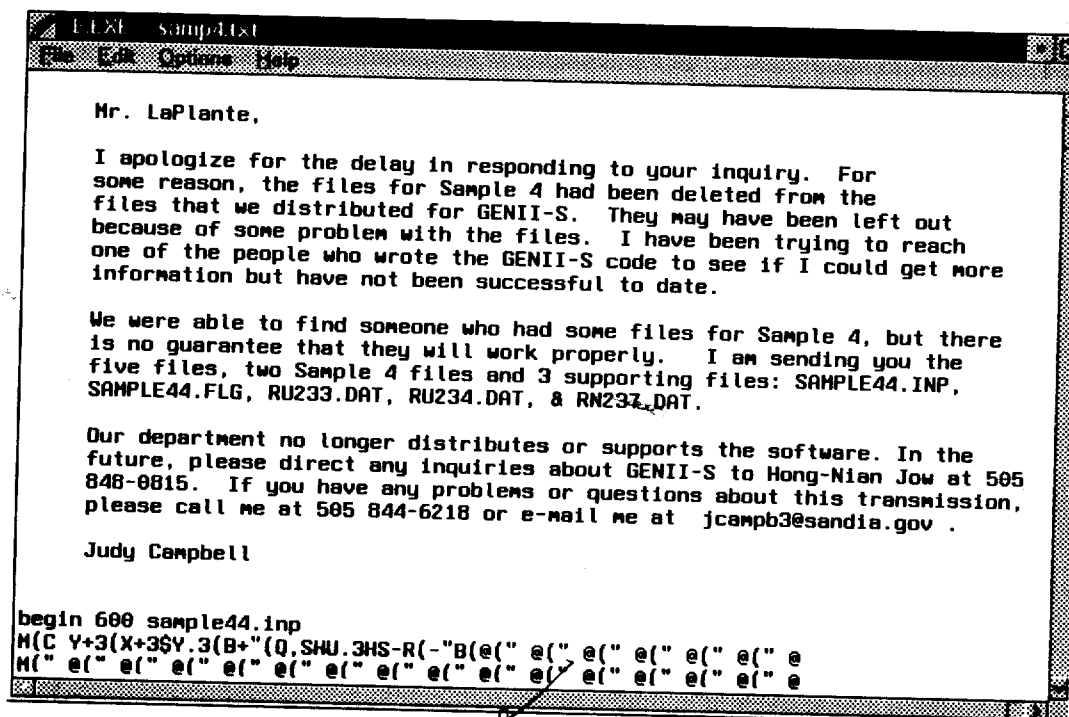 E.EXE samp4.txt
File Edit Options Help
Mr. LaPlante,
I apologize for the delay in responding to your inquiry. For
some reason, the files for Sample 4 had been deleted from the
files that we distributed for GENII-S. They may have been left out
because of some problem with the files. I have been trying to reach
one of the people who wrote the GENII-S code to see if I could get more
information but have not been successful to date.
We were able to find someone who had some files for Sample 4, but there
is no guarantee that they will work properly. I am sending you the
five files, two Sample 4 files and 3 supporting files: SAMPLE44.INP,
SAMPLE44.FLG, RU233.DAT, RU234.DAT, & RN237.DAT.
Our department no longer distributes or supports the software. In the
future, please direct any inquiries about GENII-S to Hong-Nian Jow at 505
848-0815. If you have any problems or questions about this transmission,
please call me at 505 844-6218 or e-mail me at jcampb3@sandia.gov .
Judy Campbell
begin 600 sample44.inp
M(C Y+3(X+3$Y.3(B+"(Q,SHU.3HS-R(-"B(@(" @(" @(" @(" @(" @(" @
M(" @(" @(" @(" @(" @(" @(" @(" @(" @(" @(" @(" @(" @(" @(" @